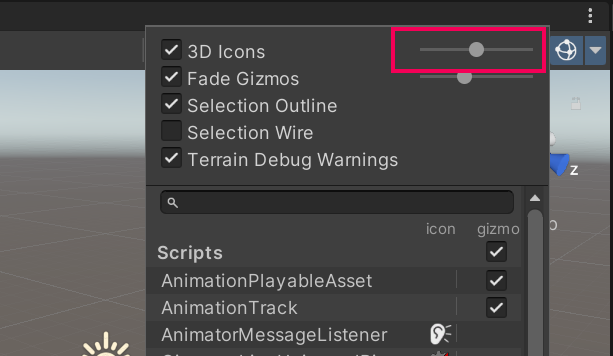 3D Icons
Fade Gizmos
Selection Outline
Selection Wire
Terrain Debug Warnings
z
icon gizmo
Scripts
AnimationPlayableAsset
AnimationTrack
AnimatorMessageListener